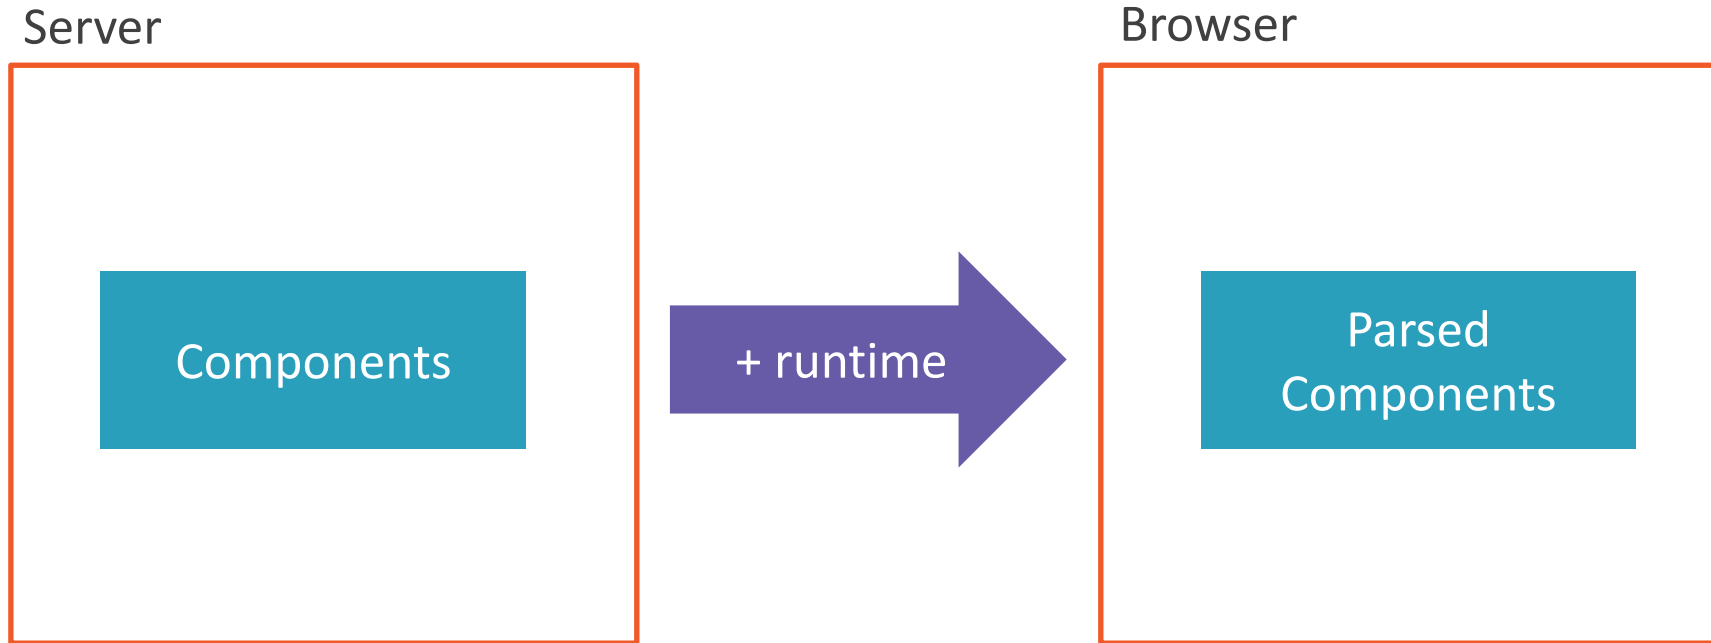 Server
Browser
Components
+ runtime
Parsed
Components